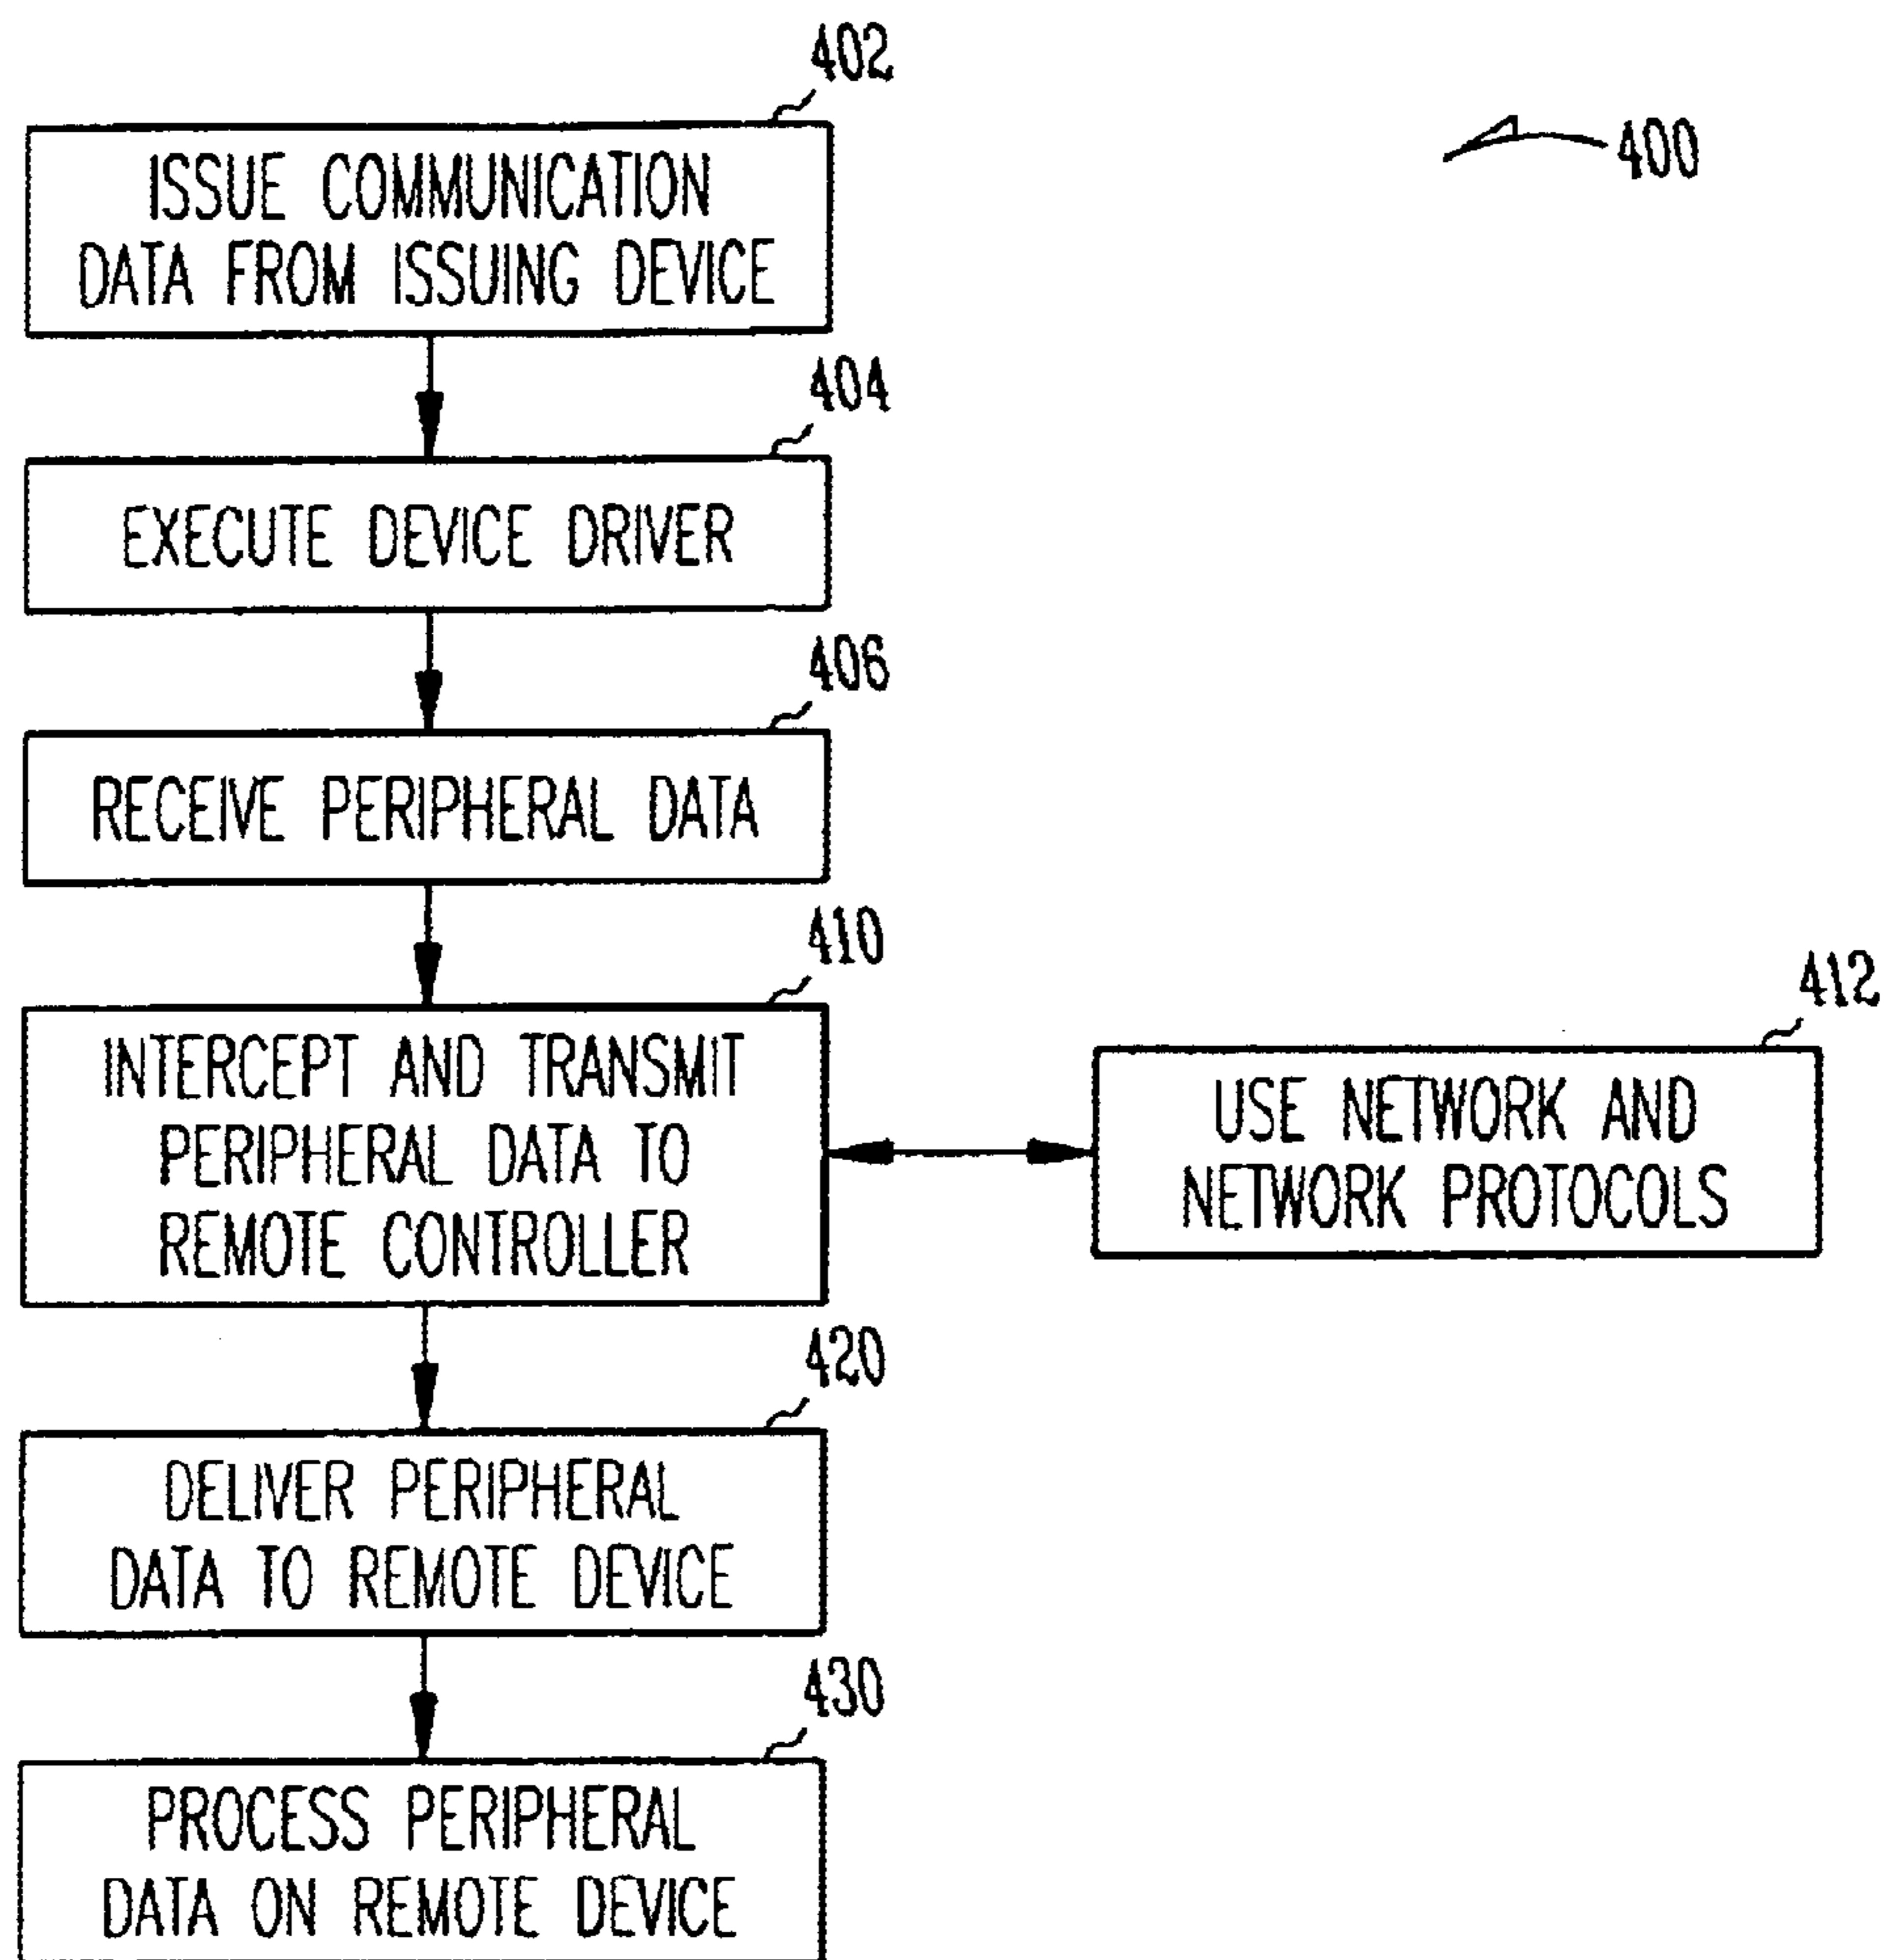 402
400
ISSUE COMMUNICATION
DATA FROM ISSUING DEVICE
404
EXECUTE DEVICE DRIVER
406
RECEIVE PERIPHERAL DATA
410
INTERCEPT AND TRANSMIT
PERIPHERAL DATA TO
REMOTE CONTROLLER
412
USE NETWORK AND
NETWORK PROTOCOLS
420
DELIVER PERIPHERAL
DATA TO REMOTE DEVICE
430
PROCESS PERIPHERAL
DATA ON REMOTE DEVICE